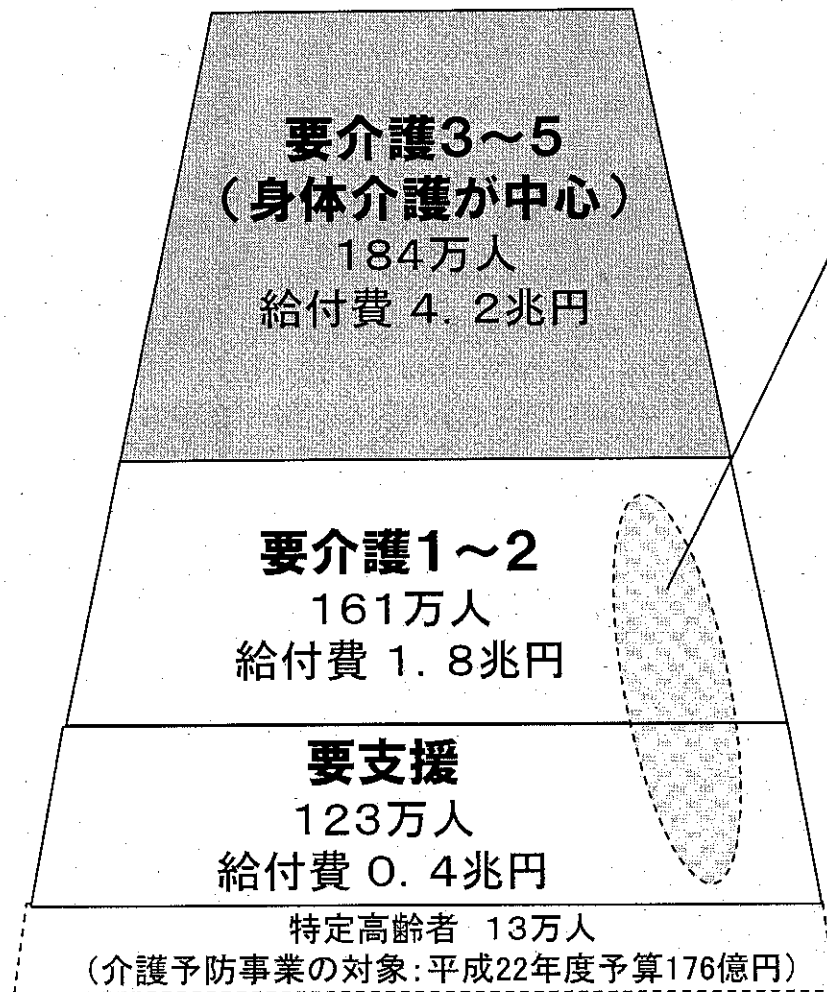 要介護3～5
(身体介護が中心)
184万人
給付費 4．2兆円
要介護1～2
161万人
給付費 1．8兆円
要支援
123万人
給付費 0．4兆円
特定高齢者 13万人
(介護予防事業の対象:平成22年度予算176億円)